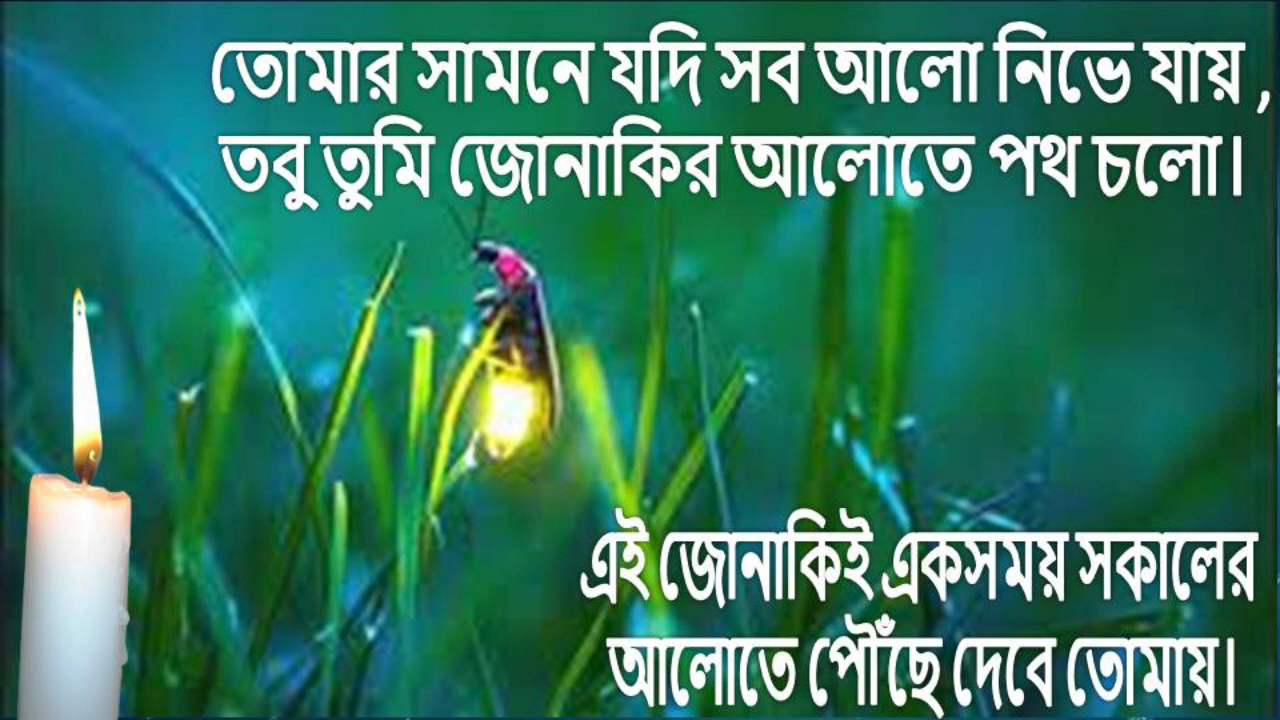 তোমার সামনে যদি সব আলো নিভে যায় ,
তবু তুমি জোনাকির আলোতে পথ চলো।
এই জোনাকিই একসময় সকালের
আলোতে পৌঁছে দেবে তোমায়।